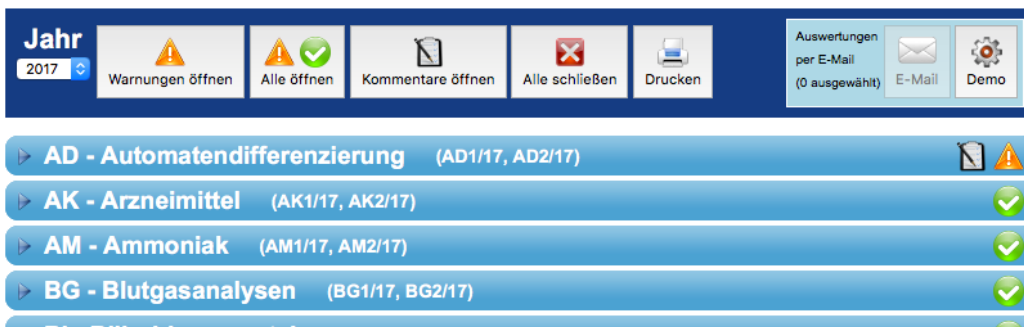 Jahr
2017
Warnungen öffnen
Alle öffnen
Kommentare öffnen
Alle schließen
Drucken
Auswertungen
per E-Mail
(0 ausgewählt)
E-Mail
Demo
AD - Automatendifferenzierung (AD1/17, AD2/17)
AK - Arzneimittel (AK1/17, AK2/17)
AM - Ammoniak (AM1/17, AM2/17)
BG - Blutgasanalysen (BG1/17, BG2/17)